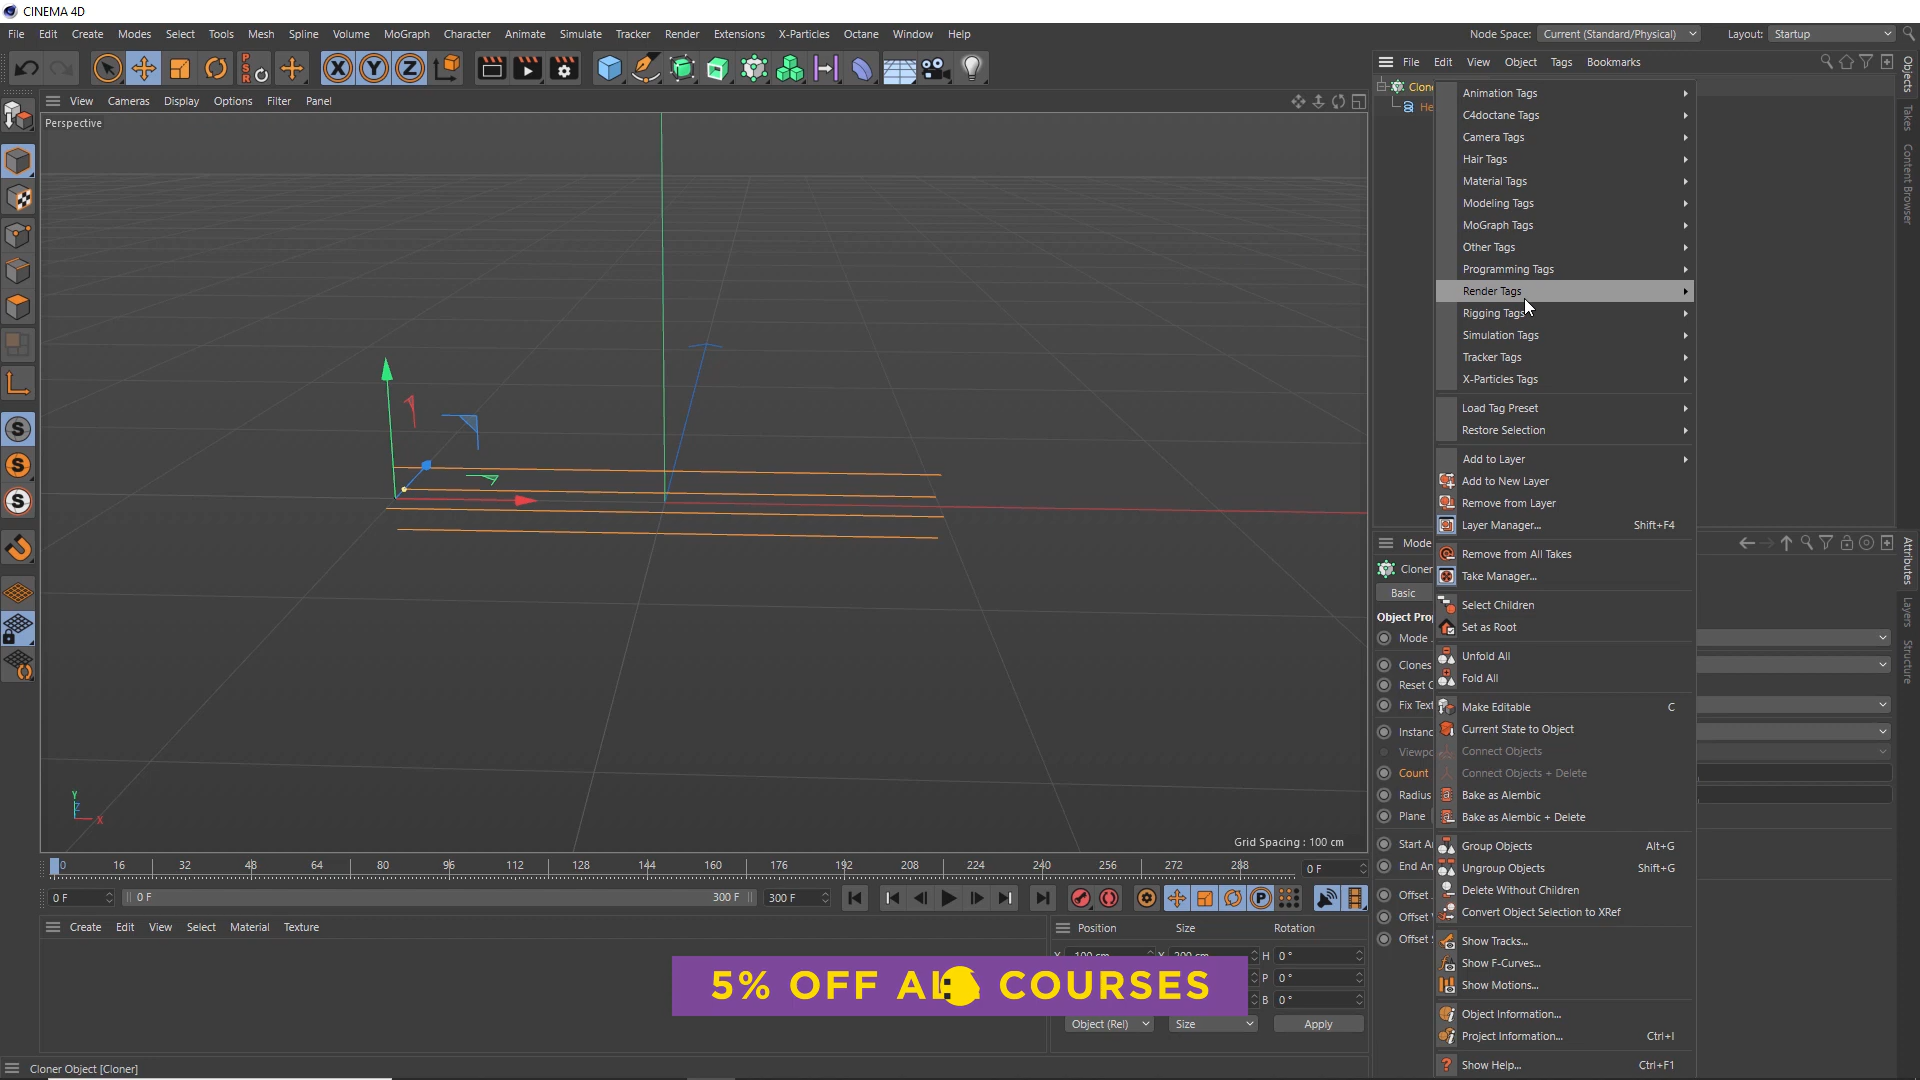 CINEMA 4D
File Edit Create Modes Select Tools Mesh Spline Volume MoGraph Character Animate Simulate Tracker Render Extensions X-Particles Octane Window Help
Node Space: Current (Standard/Physical) Layout: Startup
PSR X Y Z
File Edit View Object Tags Bookmarks
View Cameras Display Options Filter Panel
Perspective
Objects
Takes
Content Browser
Attributes
Layers
Structure
Animation Tags
C4doctane Tags
Camera Tags
Hair Tags
Material Tags
Modeling Tags
MoGraph Tags
Other Tags
Programming Tags
Render Tags
Rigging Tags
Simulation Tags
Tracker Tags
X-Particles Tags
Load Tag Preset
Restore Selection
Add to Layer
Add to New Layer
Remove from Layer
Layer Manager... Shift+F4
Remove from All Takes
Take Manager...
Select Children
Set as Root
Unfold All
Fold All
Make Editable C
Current State to Object
Connect Objects
Connect Objects + Delete
Bake as Alembic
Bake as Alembic + Delete
Group Objects Alt+G
Ungroup Objects Shift+G
Delete Without Children
Convert Object Selection to XRef
Show Tracks...
Show F-Curves...
Show Motions...
Object Information...
Project Information... Ctrl+I
Show Help... Ctrl+F1
Mode
Cloner
Basic
Object Prop
Mode
Clones
Reset C
Fix Text
Instanc
Viewpo
Count
Radius
Plane
Start A
End An
Offset
Offset
Offset
Y
Z
X
Grid Spacing : 100 cm
0 16 32 48 64 80 96 112 128 144 160 176 192 208 224 240 256 272 288 0 F
0 F 0 F 300 F 300 F
Create Edit View Select Material Texture
Position Size Rotation
H 0 °
P 0 °
B 0 °
Object (Rel) Size Apply
5% OFF ALL COURSES
Cloner Object [Cloner]